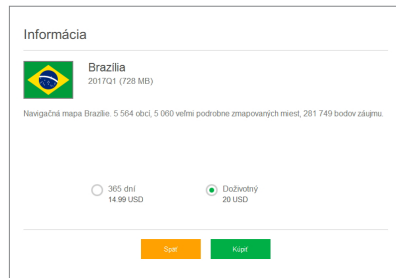 Informácia
Brazília
2017Q1 (728 MB)
Navigačná mapa Brazílie. 5 564 obcí, 5 060 veľmi podrobne zmapovaných miest, 281 749 bodov záujmu.
365 dní
14.99 USD
Doživotný
20 USD
Späť
Kúpiť